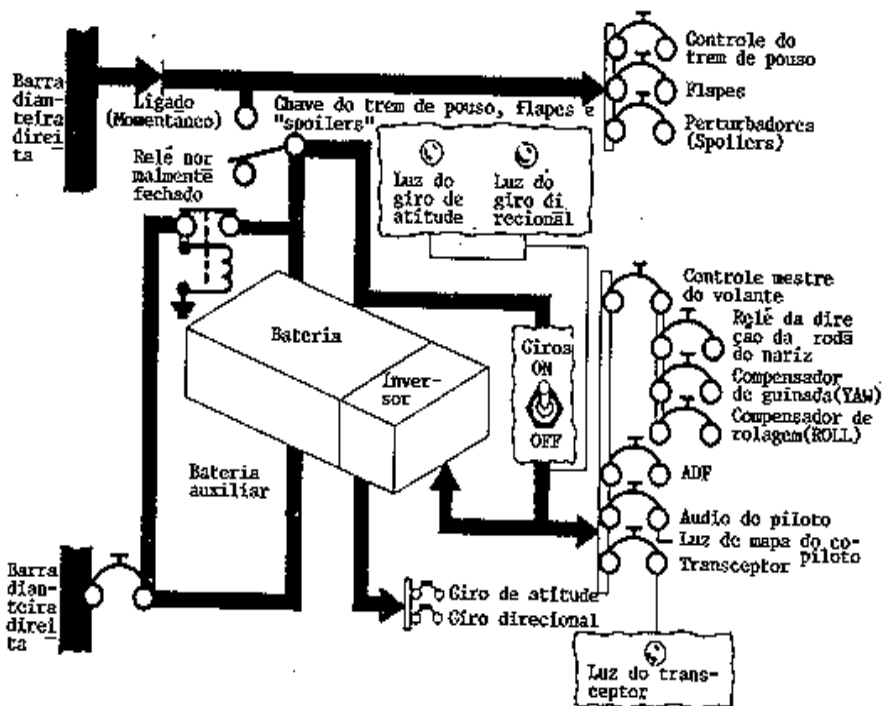 Barra
dian-
teira
direi
ta
Ligado
(Momentaneo)
Chave do trem de pouso, flapes e
"spoilers"
Controle do
trem de pouso
Flapes
Perturbadores
(Spoilers)
Relé nor
malmente
fechado
Luz do
giro de
atitude
Luz do
giro di
recional
Bateria
Inver-
sor
Giros
ON
OFF
Controle mestre
do volante
Relé da dire
ção da roda
do nariz
Compensador
de guinada(YAW)
Compensador de
rolagem(ROLL)
ADF
Audio do piloto
Luz de mapa do co-
piloto
Transceptor
Bateria
auxiliar
Barra
dian-
teira
direi
ta
Giro de atitude
Giro direcional
Luz do trans-
ceptor